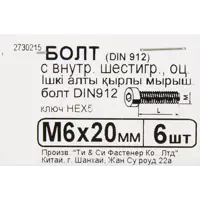 2730215
БОЛТ (DIN 912)
с внутр. шестигр., оц.
Ішкі алты қырлы мырыш.
болт DIN912
ключ HEX5
L
M
M6x20мм 6шт
Произв. "Ти & Си Фастенер Ко., Лтд"
Китай, г. Шанхай, Жан Су роуд 22а